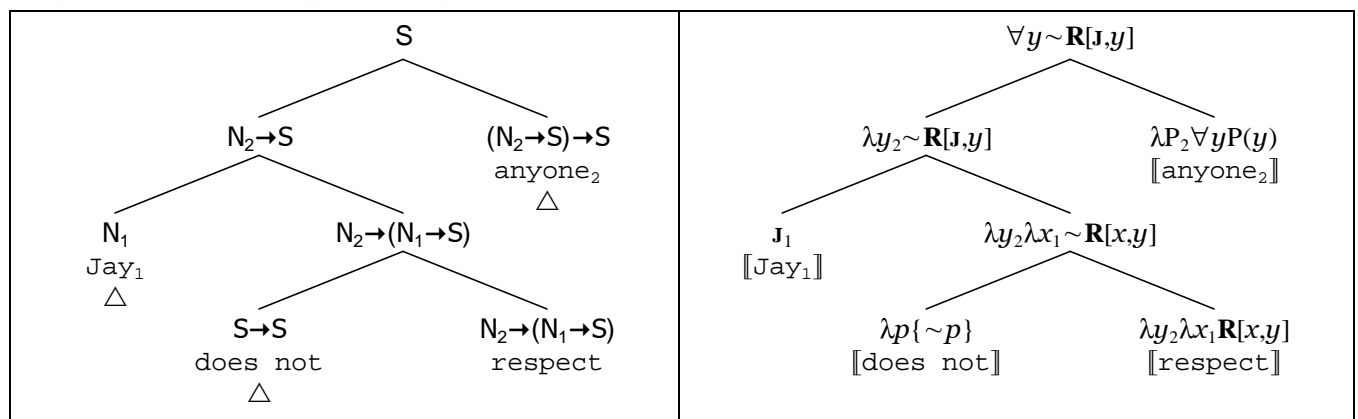 S
N₂→S
(N₂→S)→S
anyone₂
△
N₁
Jay₁
△
N₂→(N₁→S)
S→S
does not
△
N₂→(N₁→S)
respect
∀y~R[J,y]
λy₂~R[J,y]
λP₂∀yP(y)
⟦anyone₂⟧
J₁
⟦Jay₁⟧
λy₂λx₁~R[x,y]
λp{~p}
⟦does not⟧
λy₂λx₁R[x,y]
⟦respect⟧